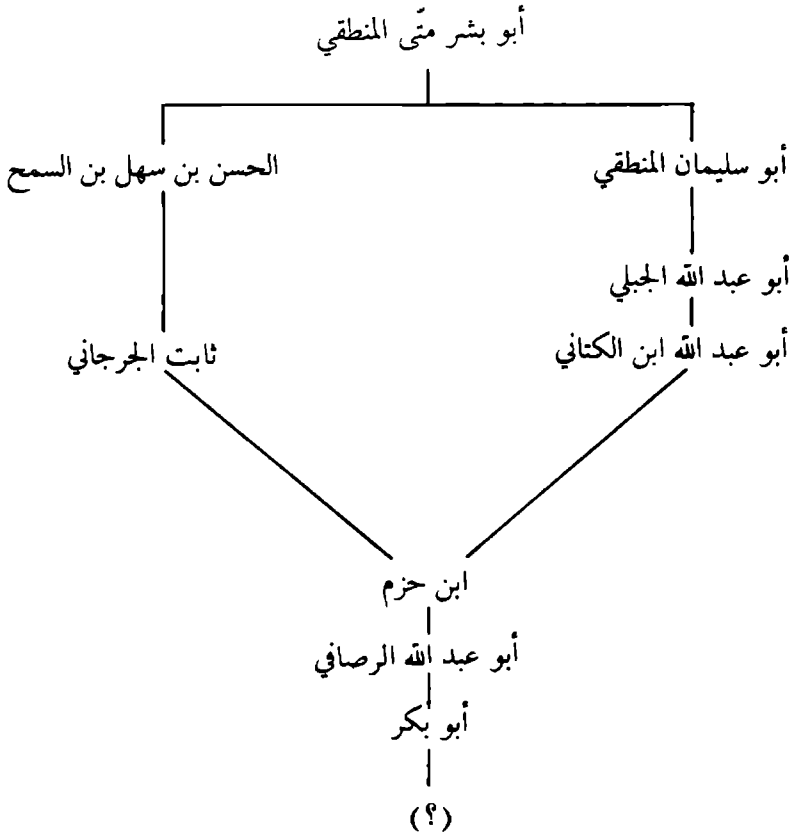 أبو بشر متّى المنطقي
أبو سليمان المنطقي
الحسن بن سهل بن السمح
أبو عبد الله الجبلي
أبو عبد الله ابن الكتاني
ثابت الجرجاني
ابن حزم
أبو عبد الله الرصافي
أبو بكر
(؟)